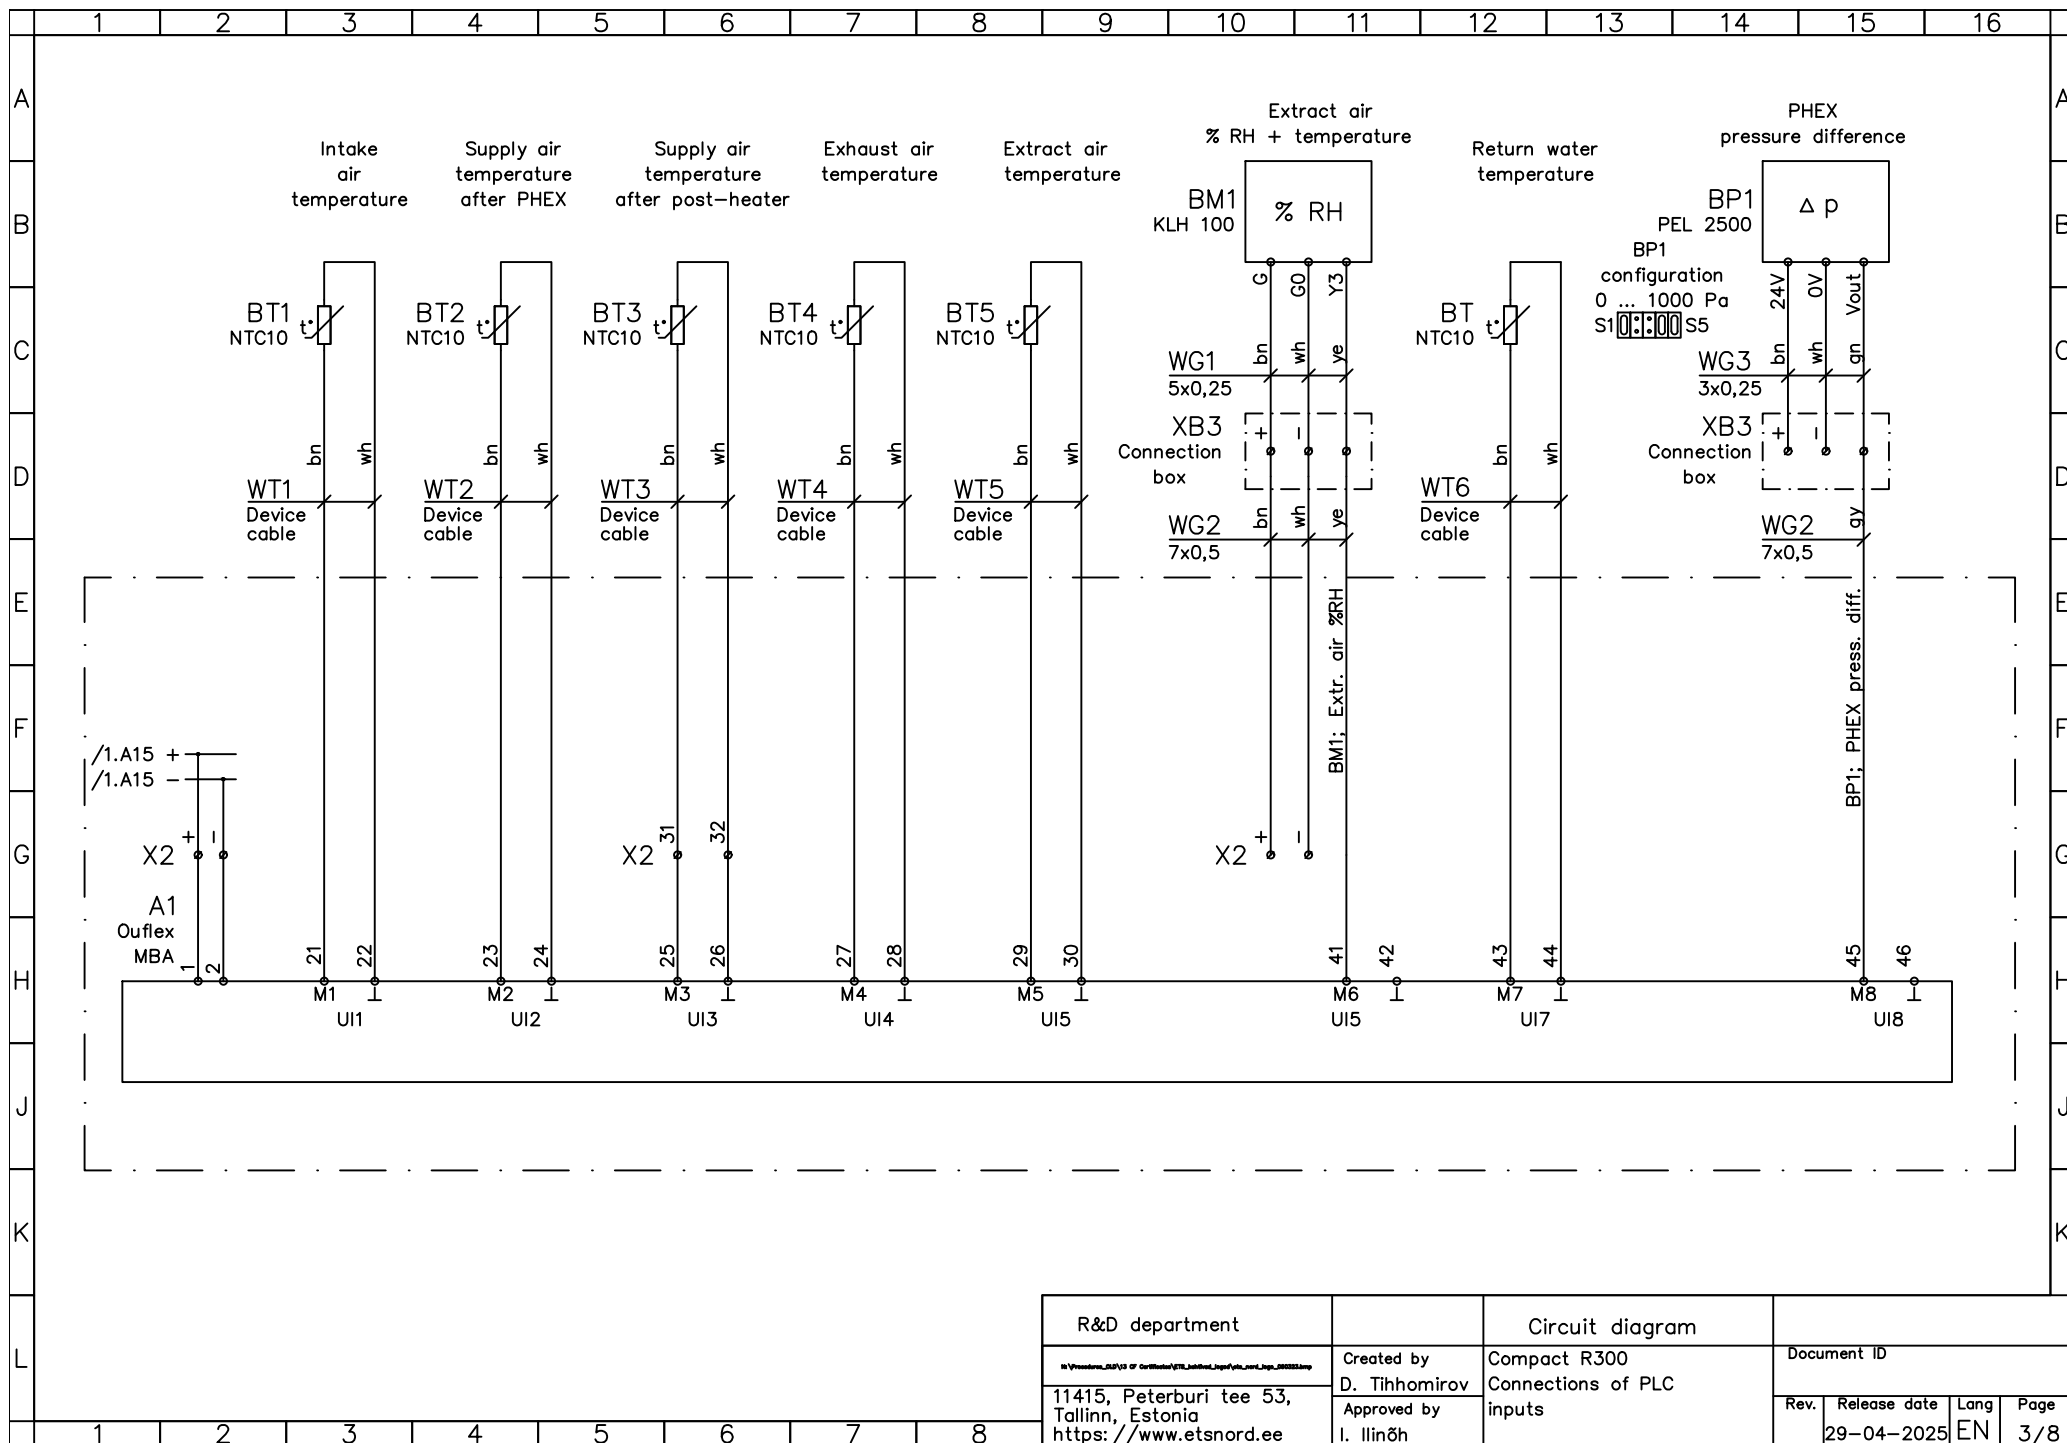 1 2 3 4 5 6 7 8 9 10 11 12 13 14 15 16
A
B
C
D
E
F
G
H
J
K
L
A
B
C
D
E
F
G
H
J
K
Intake
air
temperature
Supply air
temperature
after PHEX
Supply air
temperature
after post-heater
Exhaust air
temperature
Extract air
temperature
Extract air
% RH + temperature
Return water
temperature
PHEX
pressure difference
BM1
KLH 100
% RH
G
G0
Y3
BP1
PEL 2500
Δ p
24V
0V
Vout
BP1
configuration
0 ... 1000 Pa
S1 S5
BT1
NTC10
t°
BT2
NTC10
t°
BT3
NTC10
t°
BT4
NTC10
t°
BT5
NTC10
t°
BT
NTC10
t°
WG1
5x0,25
bn
wh
ye
WG3
3x0,25
bn
wh
gn
XB3
Connection
box
+
-
XB3
Connection
box
+
-
bn
wh
WT1
Device
cable
bn
wh
WT2
Device
cable
bn
wh
WT3
Device
cable
bn
wh
WT4
Device
cable
bn
wh
WT5
Device
cable
WG2
7x0,5
bn
wh
ye
bn
wh
WT6
Device
cable
WG2
7x0,5
gy
BM1; Extr. air %RH
BP1; PHEX press. diff.
/1.A15 +
/1.A15 -
X2
+
-
X2
31
32
X2
+
-
A1
Ouflex
MBA
1
2
21
22
23
24
25
26
27
28
29
30
41
42
43
44
45
46
M1 ⊥ M2 ⊥ M3 ⊥ M4 ⊥ M5 ⊥ M6 ⊥ M7 ⊥ M8 ⊥
UI1 UI2 UI3 UI4 UI5 UI5 UI7 UI8
R&D department
11415, Peterburi tee 53,
Tallinn, Estonia
https://www.etsnord.ee
Created by
D. Tihhomirov
Approved by
I. Ilinõh
Circuit diagram
Compact R300
Connections of PLC
inputs
Document ID
Rev.
Release date
29-04-2025
Lang
EN
Page
3/8
1 2 3 4 5 6 7 8